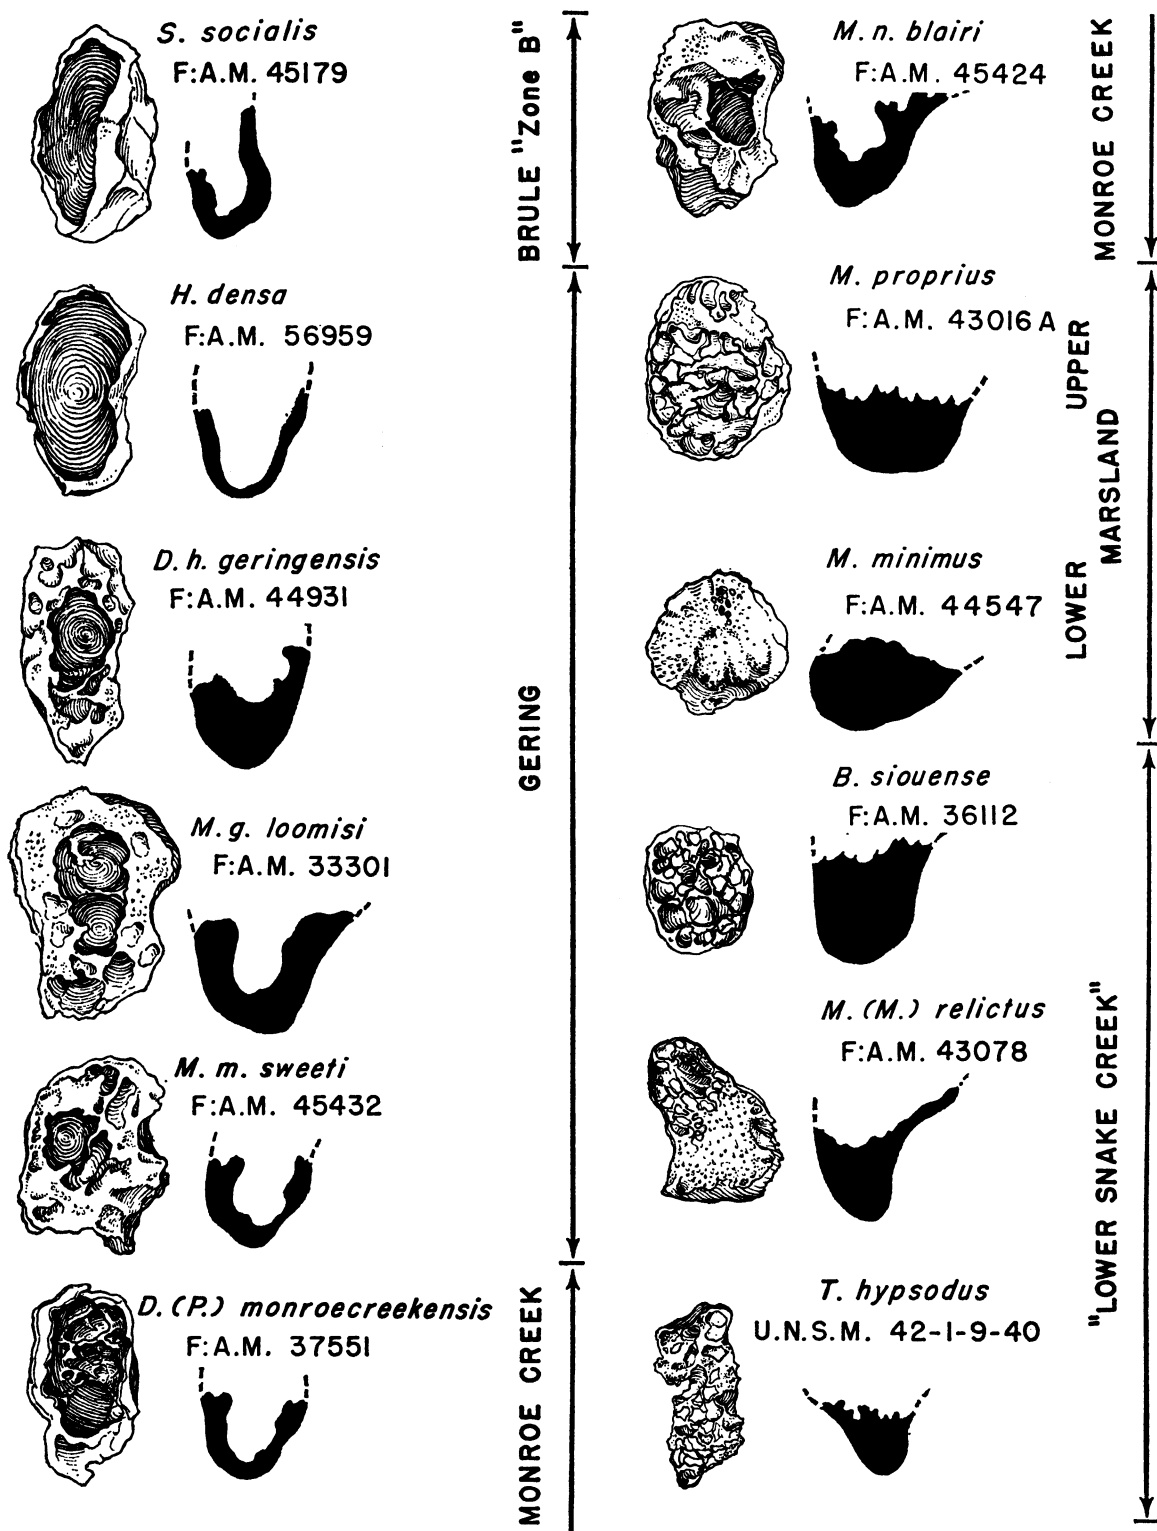 S. socialis
F:A.M. 45179
BRULE "Zone B"
H. densa
F:A.M. 56959
D. h. geringensis
F:A.M. 44931
GERING
M. g. loomisi
F:A.M. 33301
M. m. sweeti
F:A.M. 45432
D. (P.) monroecreekensis
F:A.M. 37551
MONROE CREEK
M. n. blairi
F:A.M. 45424
MONROE CREEK
M. proprius
F:A.M. 43016A
UPPER
MARSLAND
M. minimus
F:A.M. 44547
LOWER
B. siouense
F:A.M. 36112
M. (M.) relictus
F:A.M. 43078
"LOWER SNAKE CREEK"
T. hypsodus
U.N.S.M. 42-1-9-40